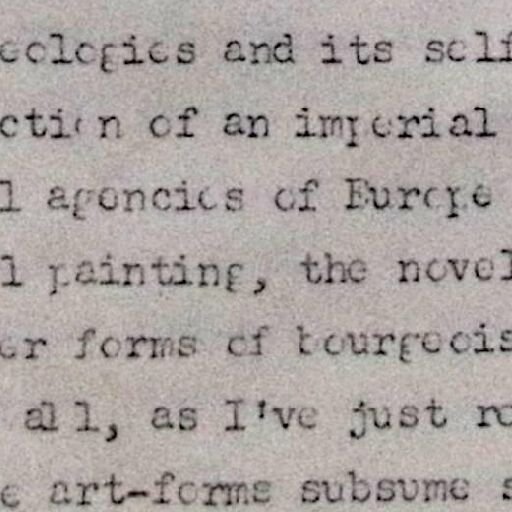 eologies and its self
ction of an imperial
l agencies of Europe
l painting, the novel
er forms of bourgeois
all, as I've just
e art-forms subsume s